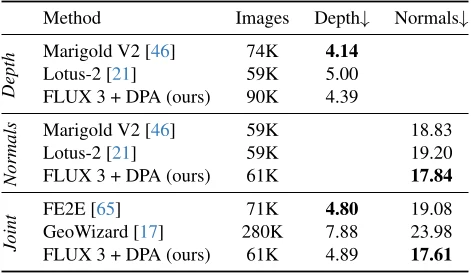 Method Images Depth↓ Normals↓
Depth
Marigold V2 [46] 74K 4.14
Lotus-2 [21] 59K 5.00
FLUX 3 + DPA (ours) 90K 4.39
Normals
Marigold V2 [46] 59K 18.83
Lotus-2 [21] 59K 19.20
FLUX 3 + DPA (ours) 61K 17.84
Joint
FE2E [65] 71K 4.80 19.08
GeoWizard [17] 280K 7.88 23.98
FLUX 3 + DPA (ours) 61K 4.89 17.61